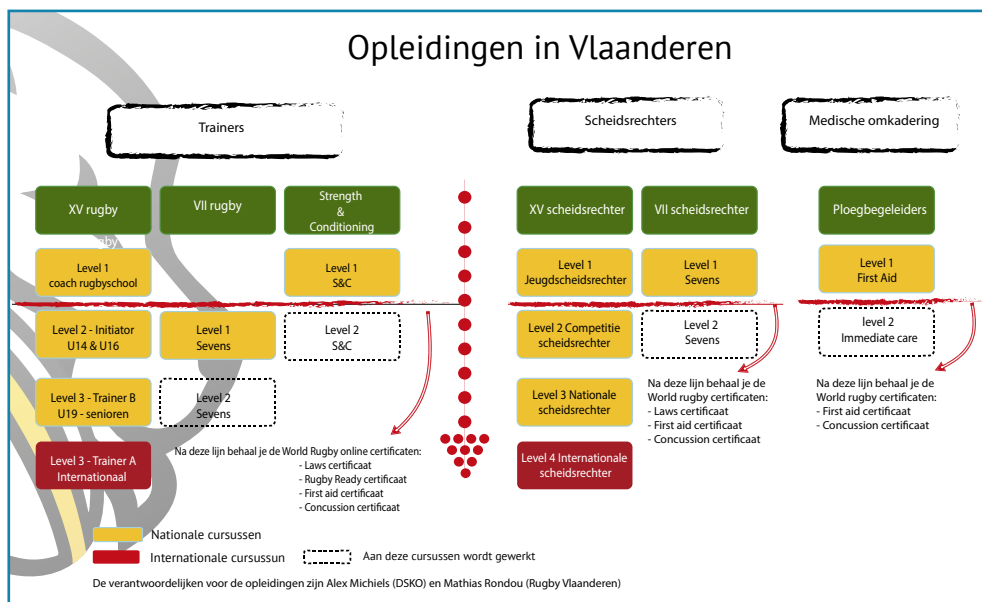 Opleidingen in Vlaanderen
Trainers
Scheidsrechters
Medische omkadering
XV rugby
VII rugby
Strength
&
Conditioning
XV scheidsrechter
VII scheidsrechter
Ploegbegeleiders
Level 1
coach rugbyschool
Level 1
S&C
Level 1
Jeugdscheidsrechter
Level 1
Sevens
Level 1
First Aid
Level 2 - Initiator
U14 & U16
Level 1
Sevens
Level 2
S&C
Level 2 Competitie
scheidsrechter
Level 2
Sevens
level 2
Immediate care
Level 3 - Trainer B
U19 - senioren
Level 2
Sevens
Level 3 Nationale
scheidsrechter
Na deze lijn behaal je de
World rugby certificaten:
- Laws certificaat
- First aid certificaat
- Concussion certificaat
Na deze lijn behaal je de
World rugby certificaten:
- First aid certificaat
- Concussion certificaat
Level 3 - Trainer A
Internationaal
Na deze lijn behaal je de World Rugby online certificaten:
- Laws certificaat
- Rugby Ready certificaat
- First aid certificaat
- Concussion certificaat
Level 4 Internationale
scheidsrechter
Nationale cursussen
Internationale cursussun
Aan deze cursussen wordt gewerkt
De verantwoordelijken voor de opleidingen zijn Alex Michiels (DSKO) en Mathias Rondou (Rugby Vlaanderen)